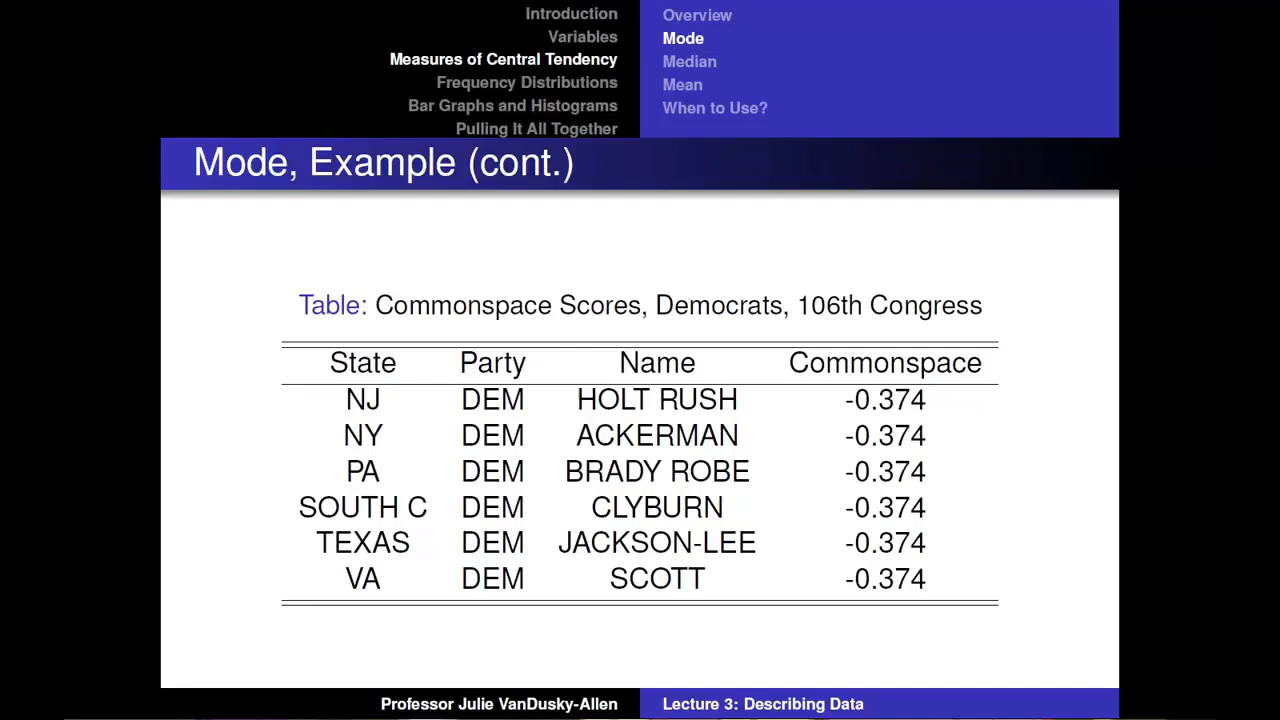 Introduction
Variables
Measures of Central Tendency
Frequency Distributions
Bar Graphs and Histograms
Pulling It All Together
Overview
Mode
Median
Mean
When to Use?
Mode, Example (cont.)
Table: Commonspace Scores, Democrats, 106th Congress
State Party Name Commonspace
NJ DEM HOLT RUSH -0.374
NY DEM ACKERMAN -0.374
PA DEM BRADY ROBE -0.374
SOUTH C DEM CLYBURN -0.374
TEXAS DEM JACKSON-LEE -0.374
VA DEM SCOTT -0.374
Professor Julie VanDusky-Allen Lecture 3: Describing Data